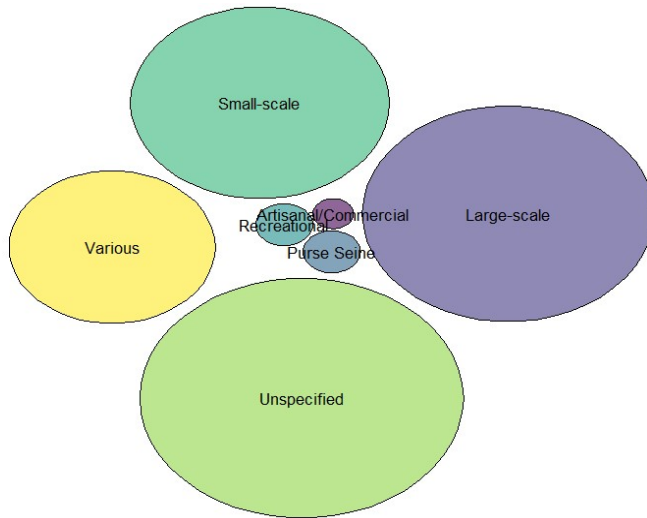 Small-scale
Artisanal/Commercial
Large-scale
Recreational
Various
Purse Seine
Unspecified